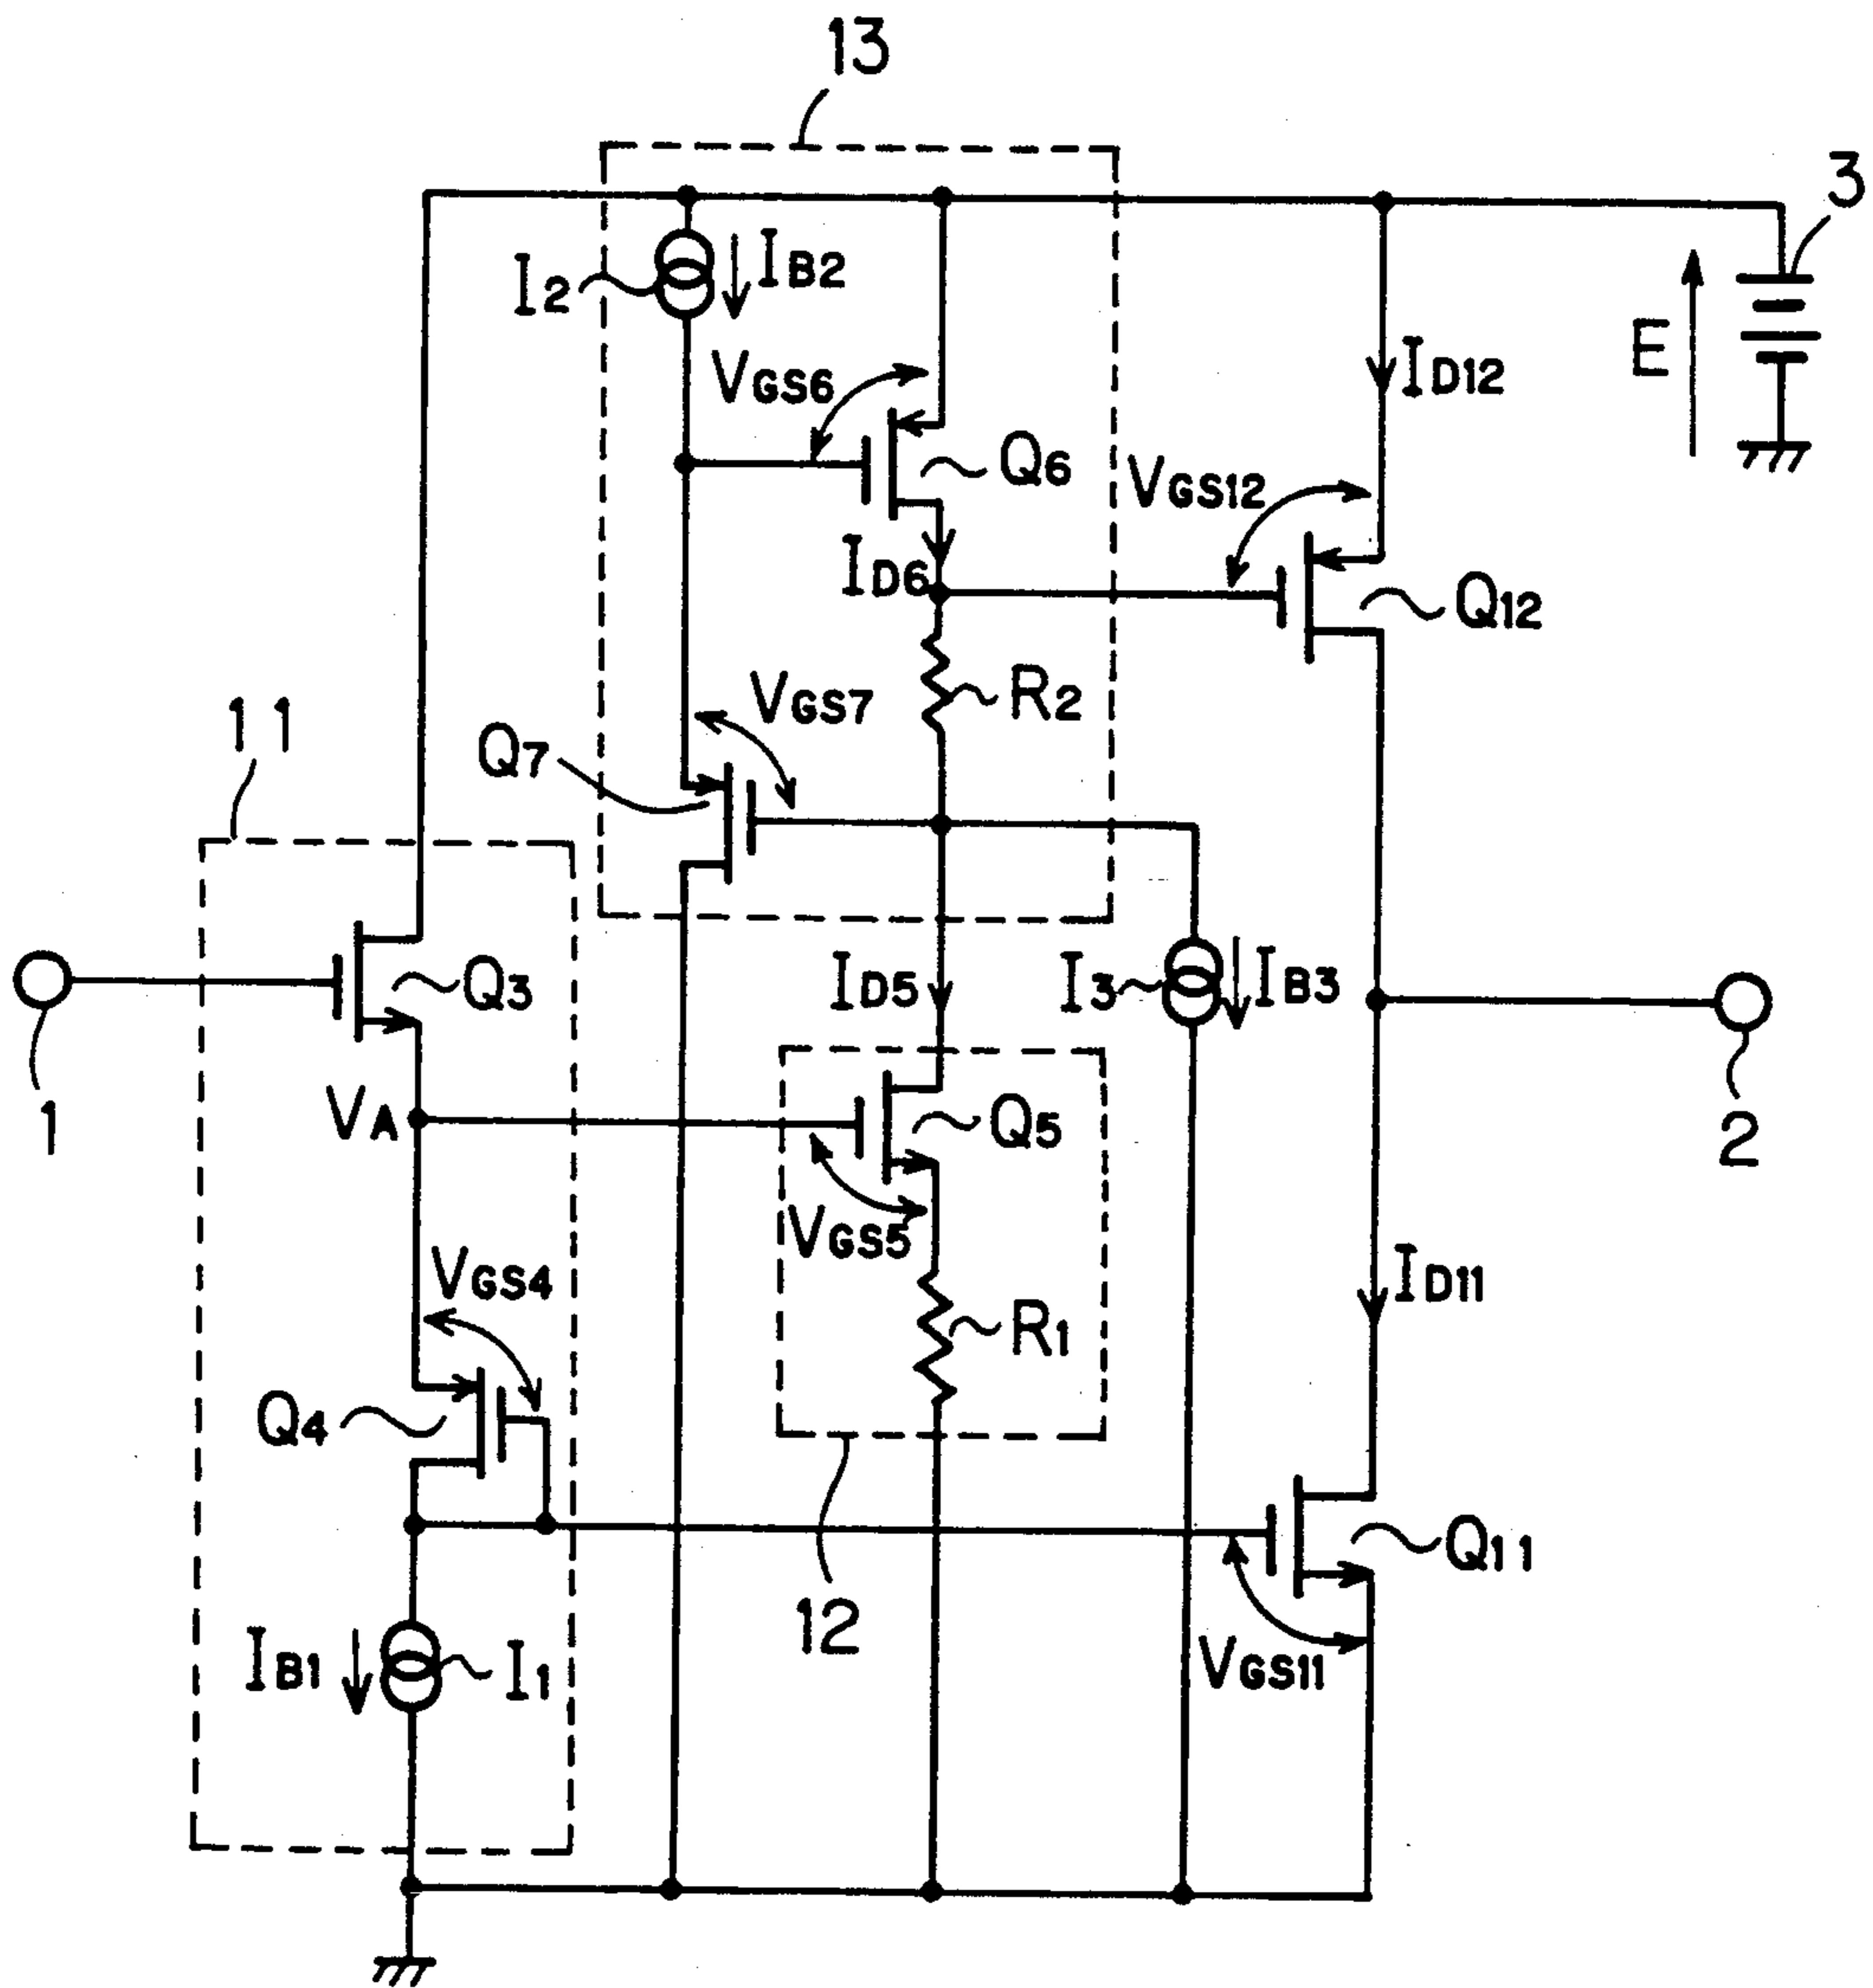 13
3
I2
IB2
VGS6
E
ID12
Q6
VGS12
ID6
Q12
R2
11
VGS7
Q7
Q3
ID5
I3
IB3
1
VA
Q5
2
VGS5
VGS4
ID11
R1
Q4
Q11
12
IB1
I1
VGS11